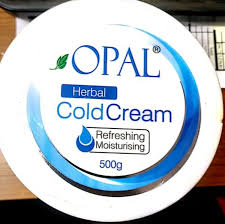 OPAL®
Herbal
Cold Cream
Refreshing
Moisturising
500g